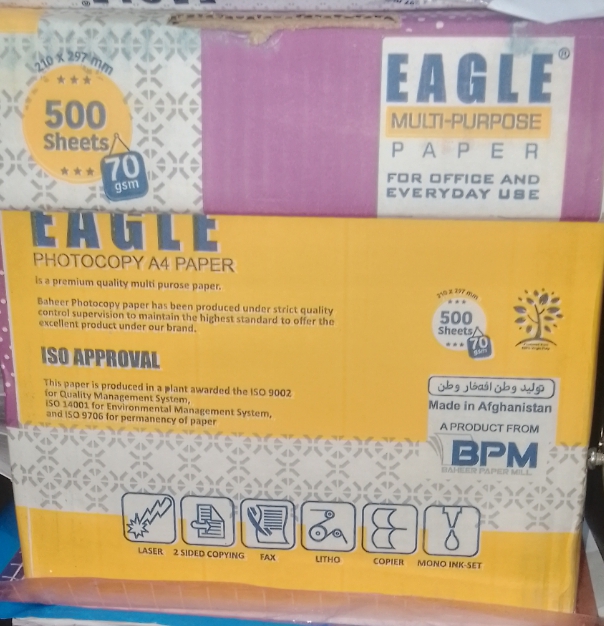 210 x 297 mm
500
Sheets
70
gsm
EAGLE®
MULTI-PURPOSE
PAPER
FOR OFFICE AND
EVERYDAY USE
EAGLE
PHOTOCOPY A4 PAPER
Is a premium quality multi purose paper.
Baheer Photocopy paper has been produced under strict quality
control supervision to maintain the highest standard to offer the
excellent product under our brand.
ISO APPROVAL
This paper is produced in a plant awarded the ISO 9002
for Quality Management System,
ISO 14001 for Environmental Management System,
and ISO 9706 for permanency of paper
210 x 297 mm
500
Sheets
70
gsm
تولید وطن افتخار وطن
Made in Afghanistan
A PRODUCT FROM
BPM
BAHEER PAPER MILL
LASER
2 SIDED COPYING
FAX
LITHO
COPIER
MONO INK-SET